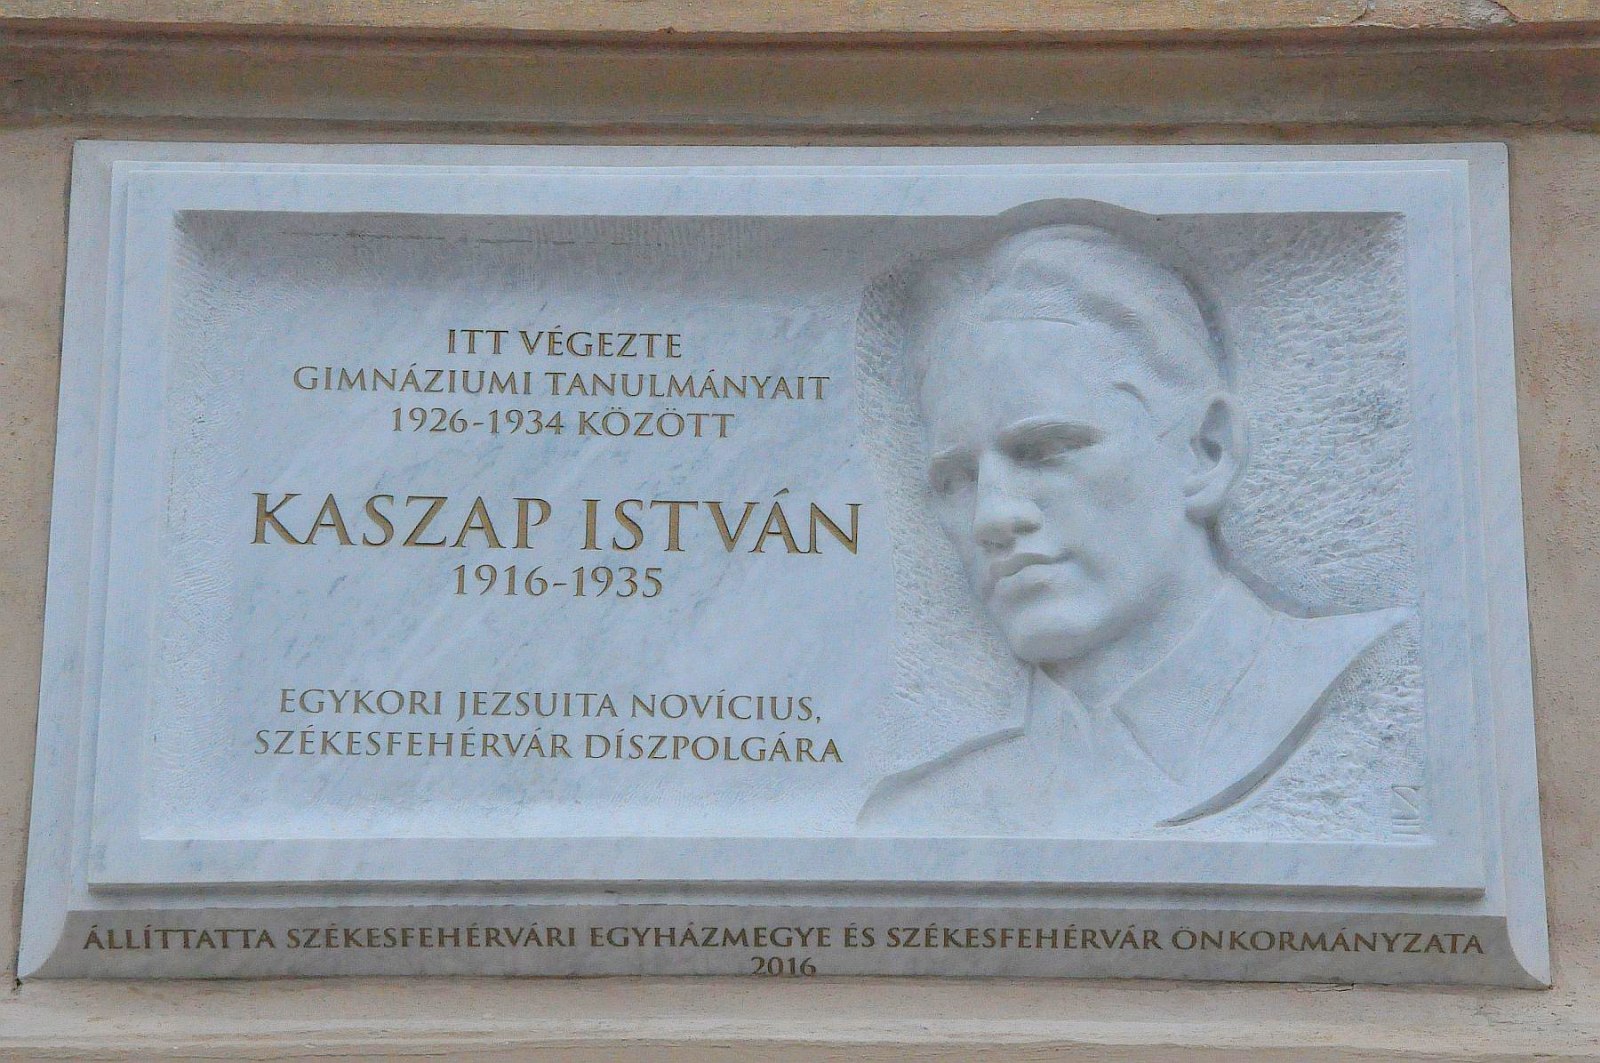 ITT VÉGEZTE
GIMNÁZIUMI TANULMÁNYAIT
1926-1934 KÖZÖTT
KASZAP ISTVÁN
1916-1935
EGYKORI JEZSUITA NOVÍCIUS,
SZÉKESFEHÉRVÁR DÍSZPOLGÁRA
ÁLLÍTTATTA SZÉKESFEHÉRVÁRI EGYHÁZMEGYE ÉS SZÉKESFEHÉRVÁR ÖNKORMÁNYZATA
2016